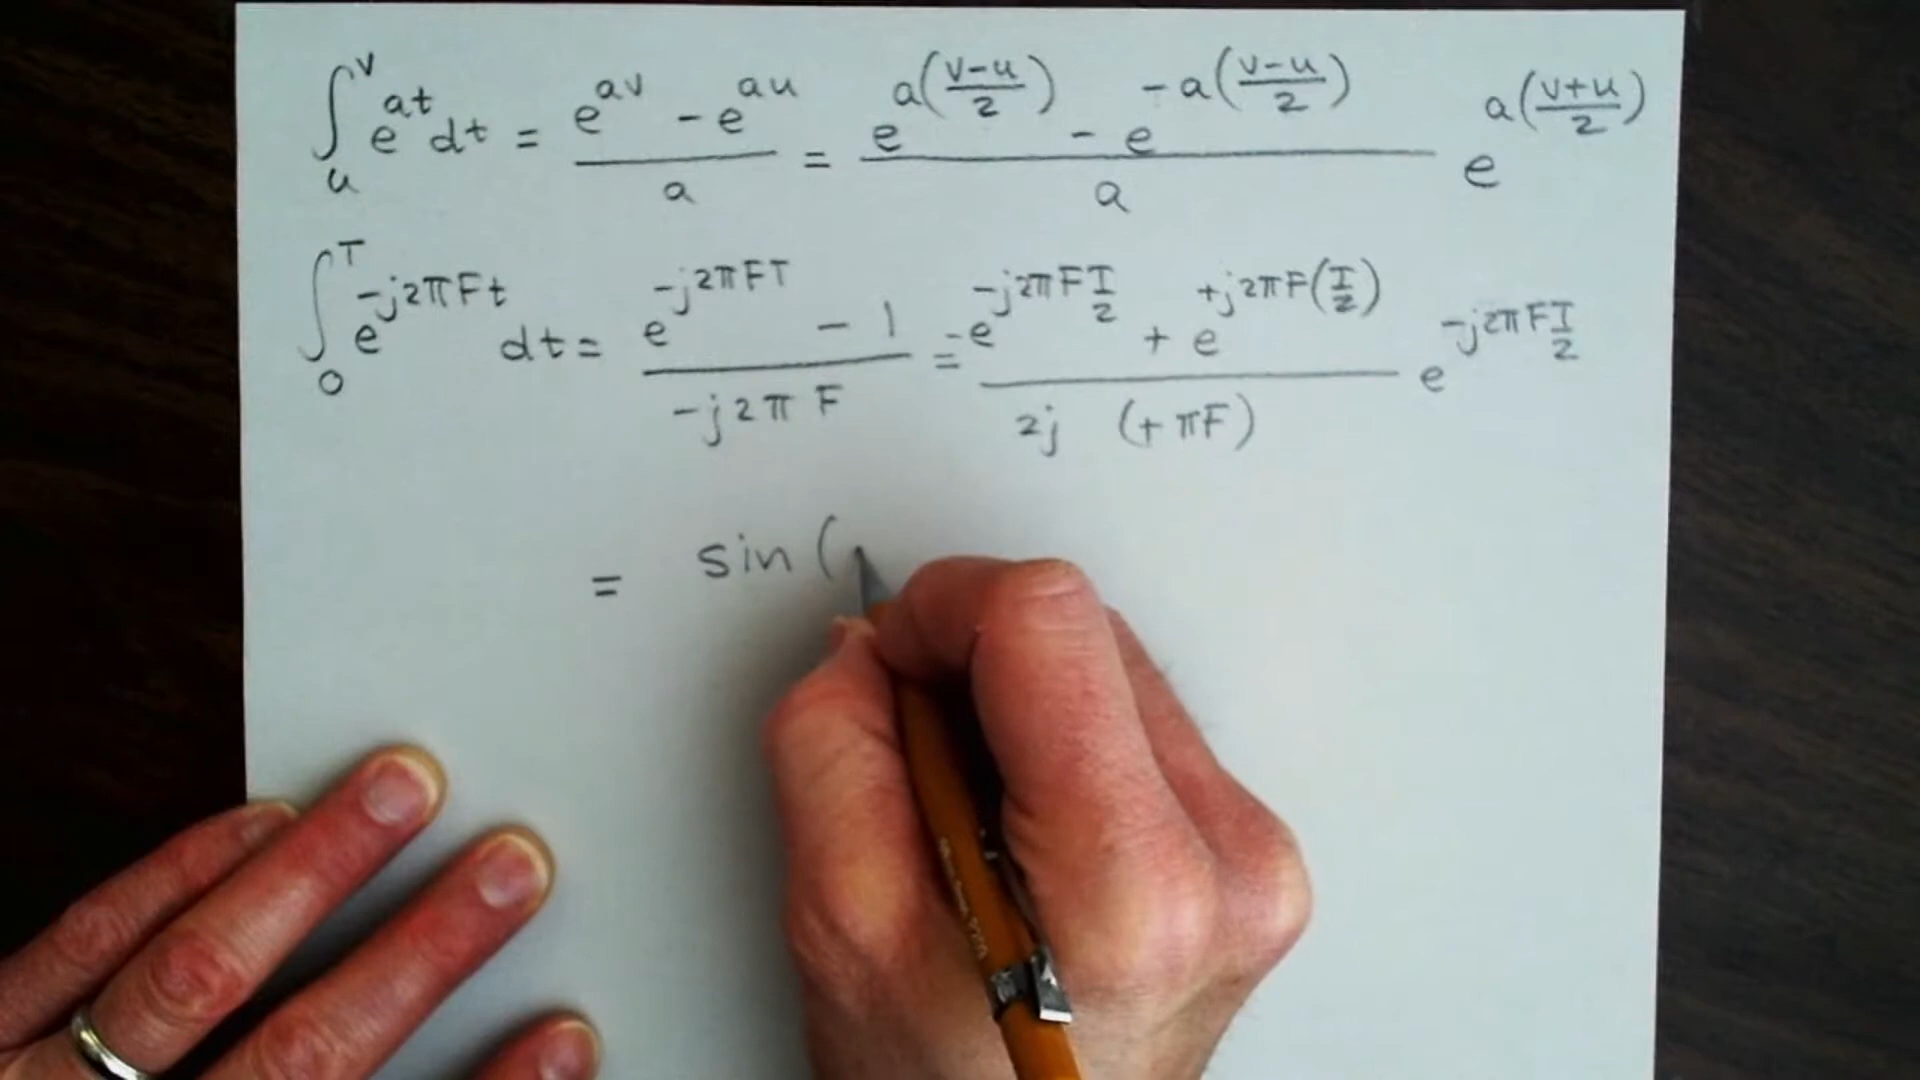 ∫_u^v e^{at} dt = (e^{av} - e^{au}) / a = (e^{a((v-u)/2)} - e^{-a((v-u)/2)}) / a e^{a((v+u)/2)}
∫_0^T e^{-j2πFt} dt = (e^{-j2πFT} - 1) / (-j2πF) = (-e^{-j2πF T/2} + e^{+j2πF(T/2)}) / (2j (+πF)) e^{-j2πF T/2}
= sin (